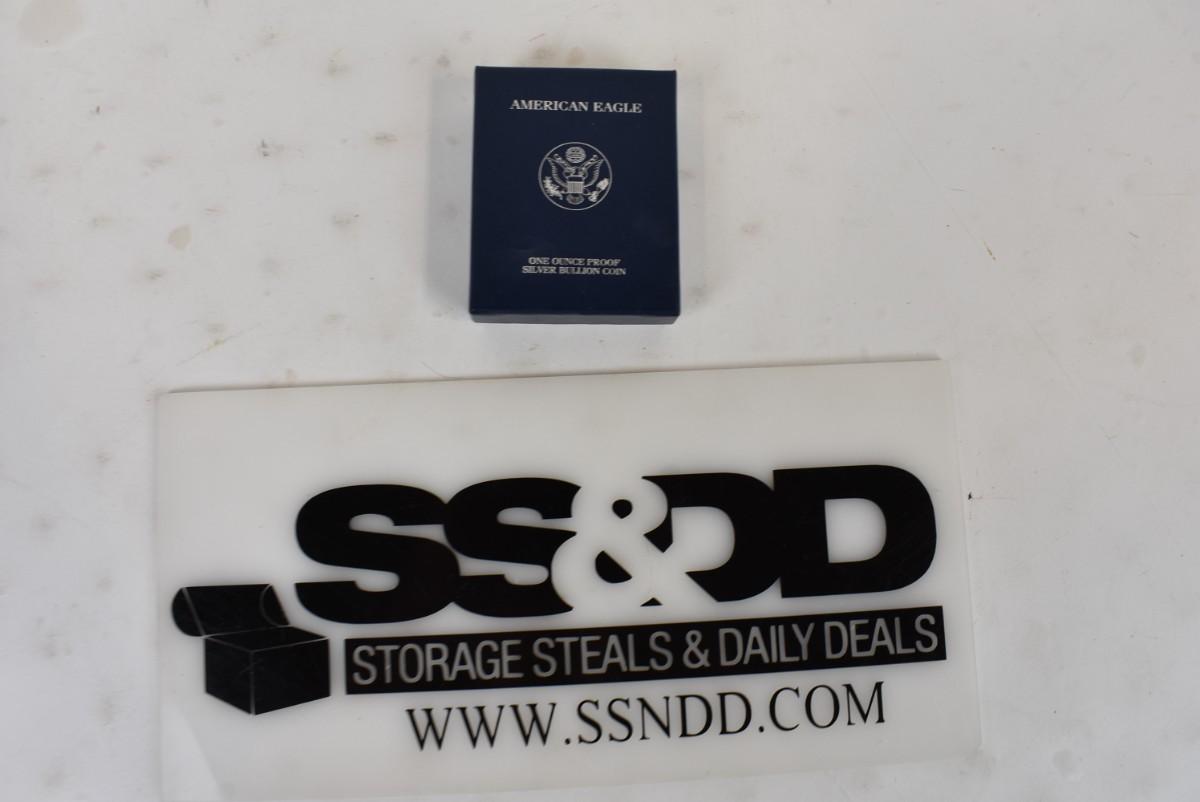 AMERICAN EAGLE
ONE OUNCE PROOF
SILVER BULLION COIN
SS&DD
STORAGE STEALS & DAILY DEALS
WWW.SSNDD.COM